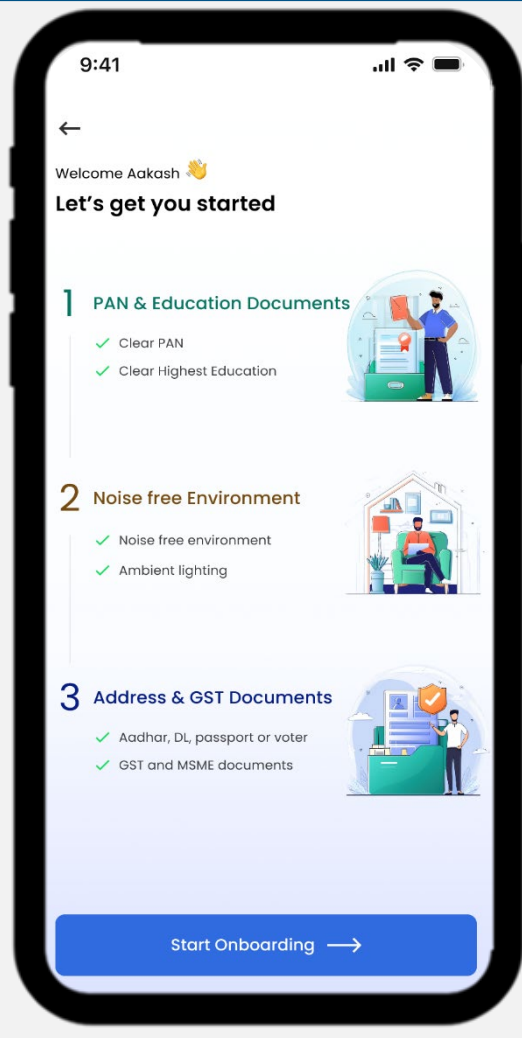 9:41
Welcome Aakash 👋
Let's get you started
1 PAN & Education Documents
Clear PAN
Clear Highest Education
2 Noise free Environment
Noise free environment
Ambient lighting
3 Address & GST Documents
Aadhar, DL, passport or voter
GST and MSME documents
Start Onboarding